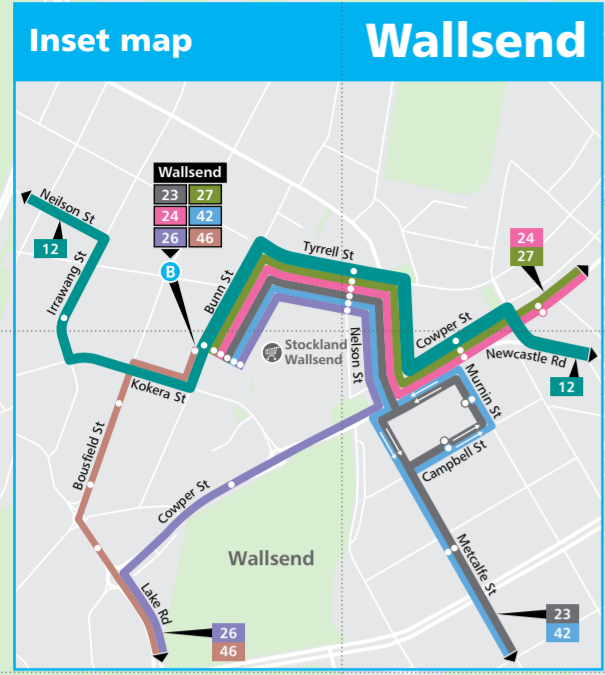 Inset map
Wallsend
Neilson St
12
Irrawang St
Wallsend
23 27
24 42
26 46
B
Bunn St
Tyrrell St
24
27
Stockland
Wallsend
Nelson St
Cowper St
Newcastle Rd
12
Kokera St
Murnin St
Bousfield St
Campbell St
Cowper St
Wallsend
Metcalfe St
Lake Rd
23
42
26
46